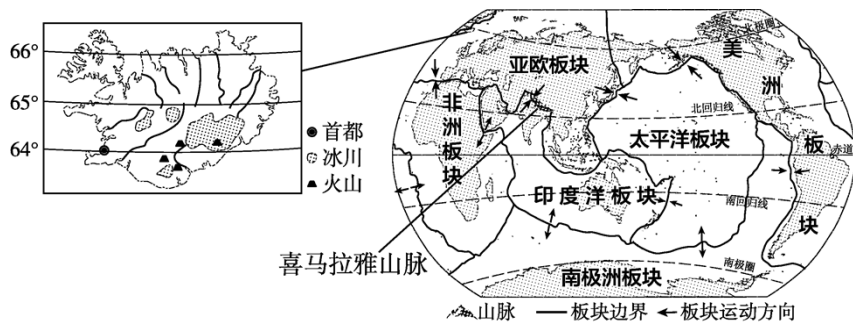 66°
65°
64°
首都
冰川
火山
亚欧板块
非洲板块
美洲板块
太平洋板块
印度洋板块
南极洲板块
北极圈
北回归线
赤道
南回归线
南极圈
喜马拉雅山脉
山脉
板块边界
板块运动方向